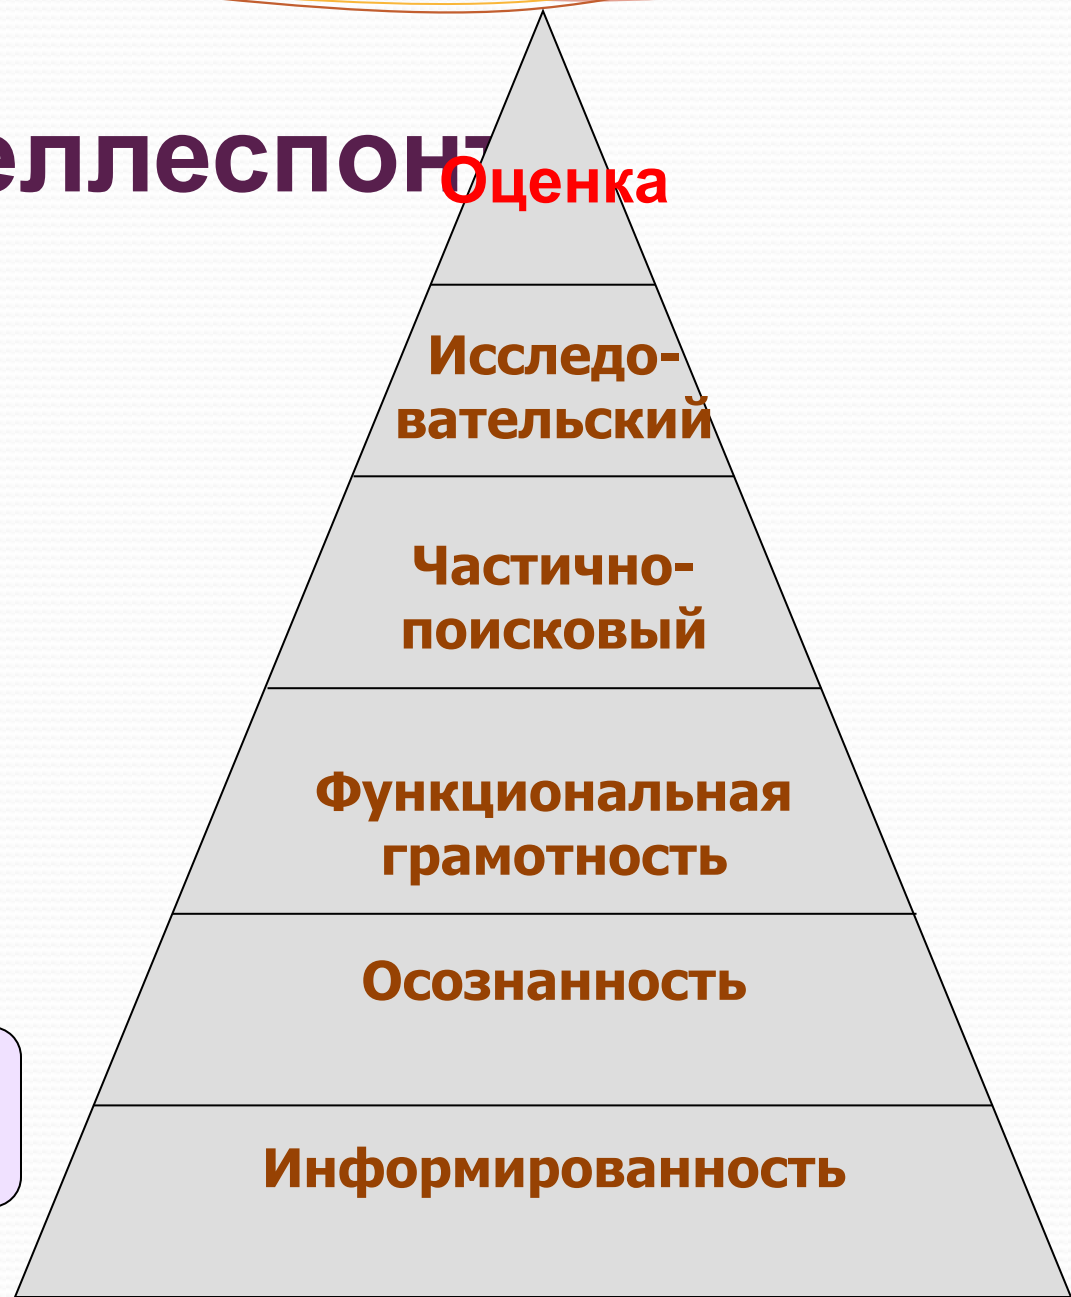 еллеспонт
Оценка
Исследо-
вательский
Частично-
поисковый
Функциональная
грамотность
Осознанность
Информированность